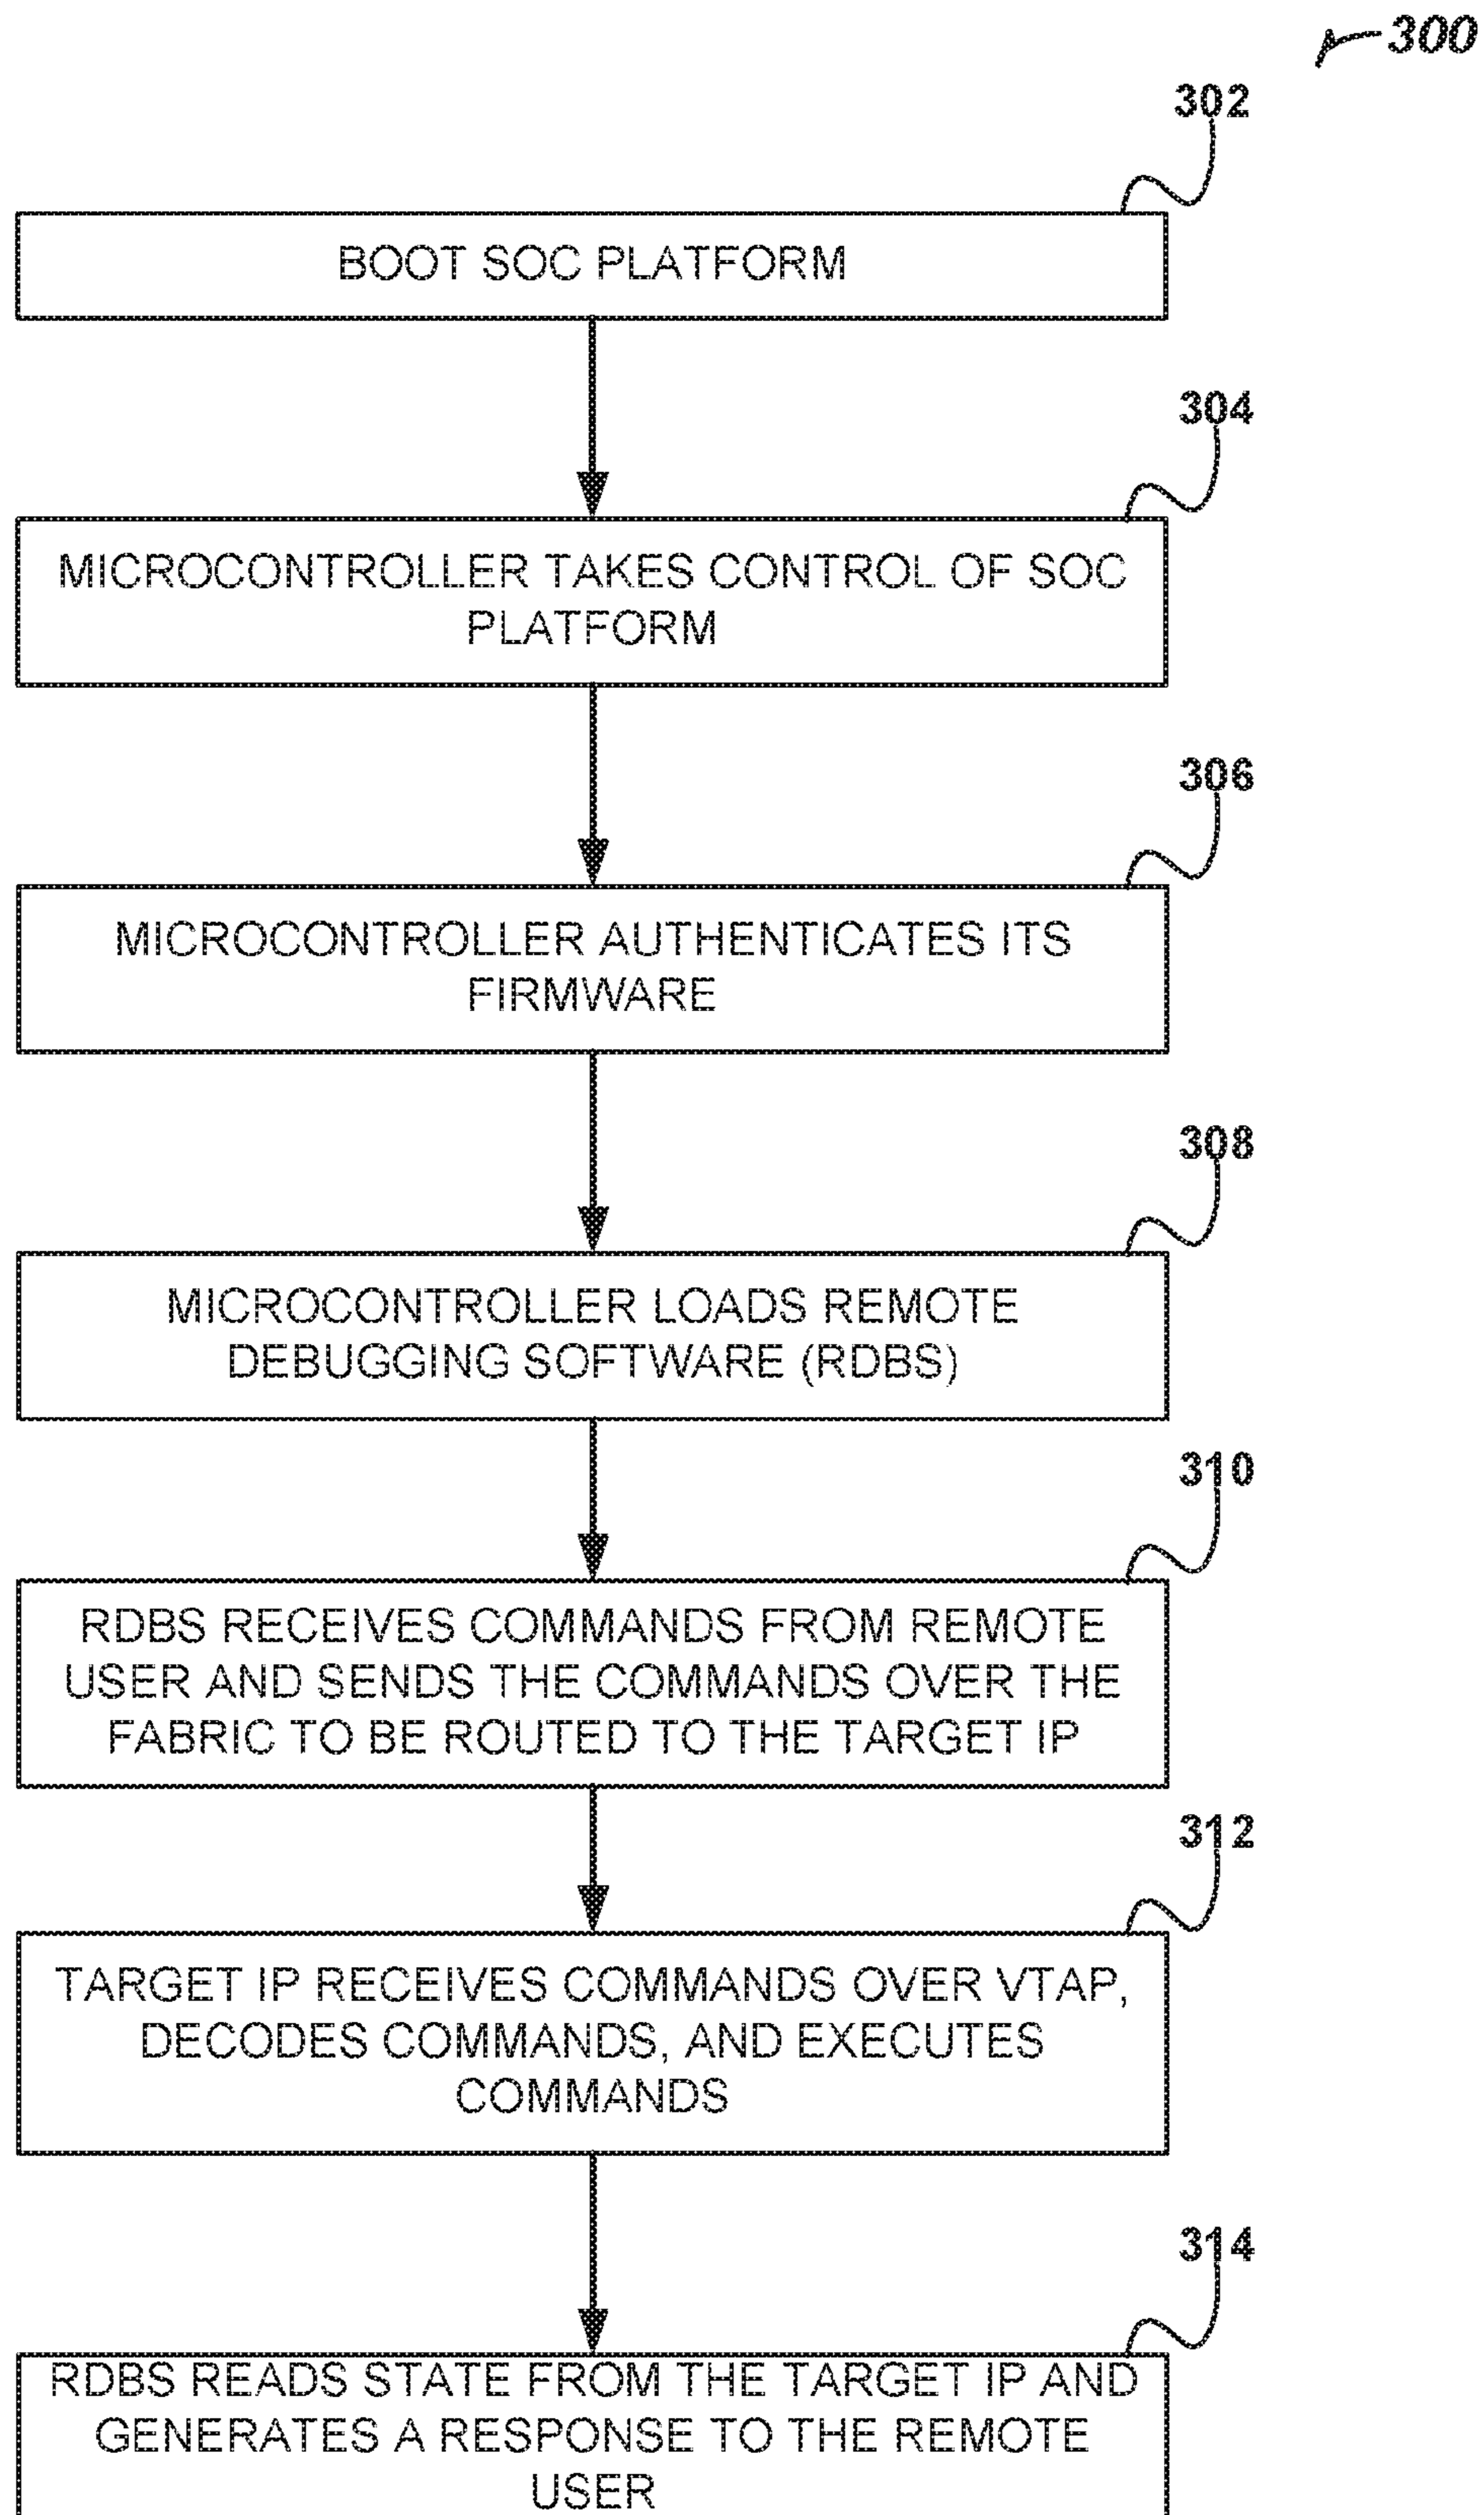 300
302
BOOT SOC PLATFORM
304
MICROCONTROLLER TAKES CONTROL OF SOC
PLATFORM
306
MICROCONTROLLER AUTHENTICATES ITS
FIRMWARE
308
MICROCONTROLLER LOADS REMOTE
DEBUGGING SOFTWARE (RDBS)
310
RDBS RECEIVES COMMANDS FROM REMOTE
USER AND SENDS THE COMMANDS OVER THE
FABRIC TO BE ROUTED TO THE TARGET IP
312
TARGET IP RECEIVES COMMANDS OVER VTAP,
DECODES COMMANDS, AND EXECUTES
COMMANDS
314
RDBS READS STATE FROM THE TARGET IP AND
GENERATES A RESPONSE TO THE REMOTE
USER